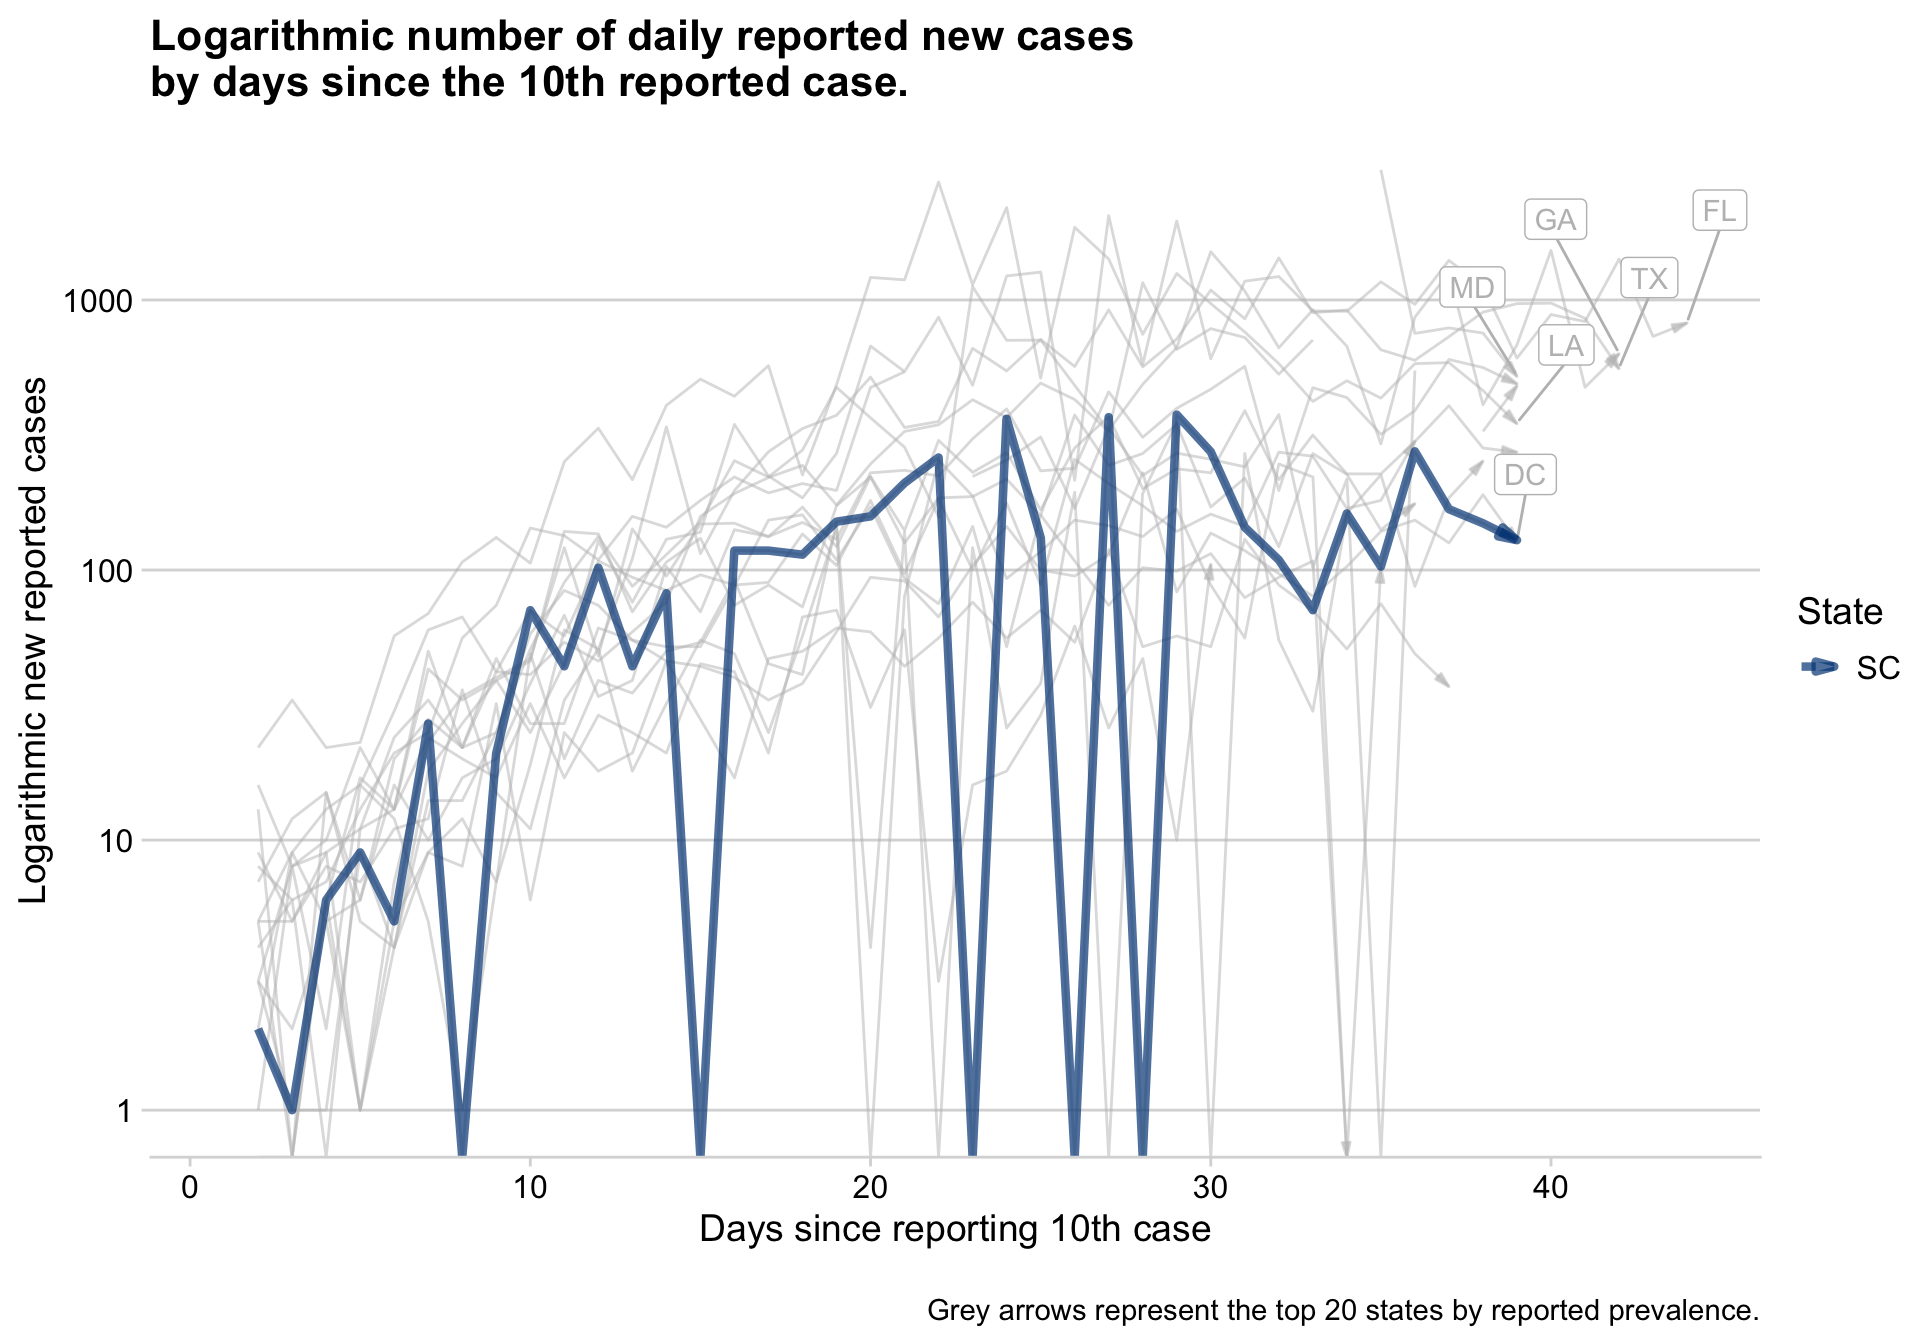 Logarithmic number of daily reported new cases
by days since the 10th reported case.
Logarithmic new reported cases
1000
100
10
1
GA
FL
MD
TX
LA
DC
State
SC
0
10
20
30
40
Days since reporting 10th case
Grey arrows represent the top 20 states by reported prevalence.